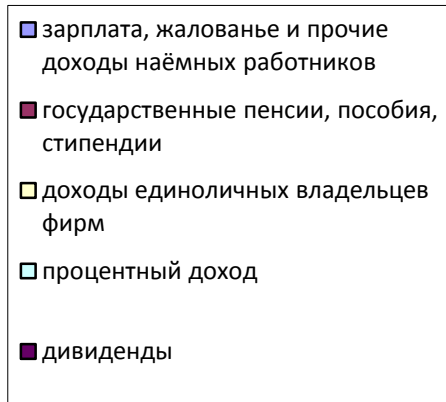 зарплата, жалованье и прочие
доходы наёмных работников
государственные пенсии, пособия,
стипендии
доходы единоличных владельцев
фирм
процентный доход
дивиденды